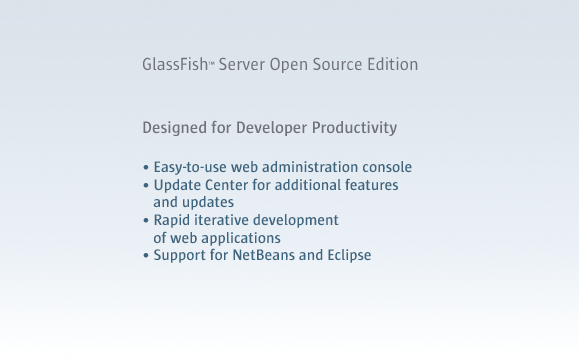 GlassFish™ Server Open Source Edition
Designed for Developer Productivity
• Easy-to-use web administration console
• Update Center for additional features
and updates
• Rapid iterative development
of web applications
• Support for NetBeans and Eclipse